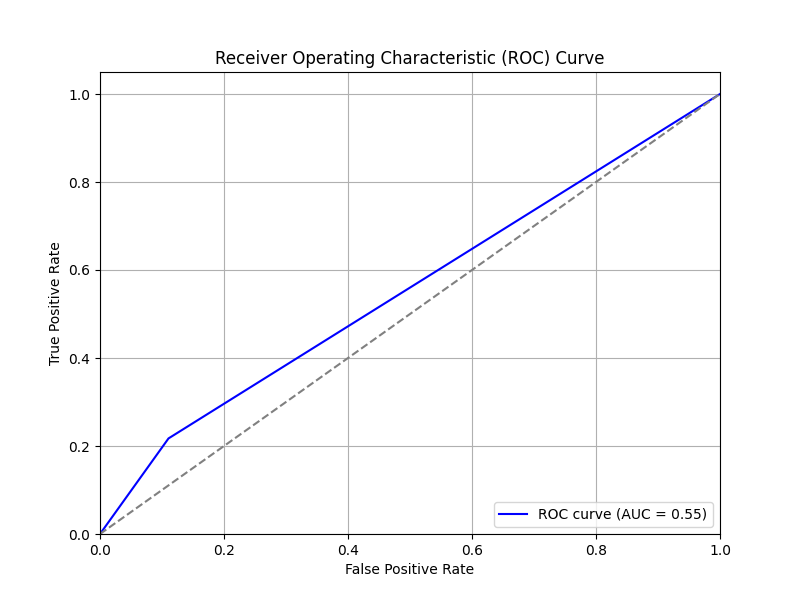 Receiver Operating Characteristic (ROC) Curve
1.0
0.8
0.6
0.4
0.2
0.0
True Positive Rate
ROC curve (AUC = 0.55)
0.0 0.2 0.4 0.6 0.8 1.0
False Positive Rate